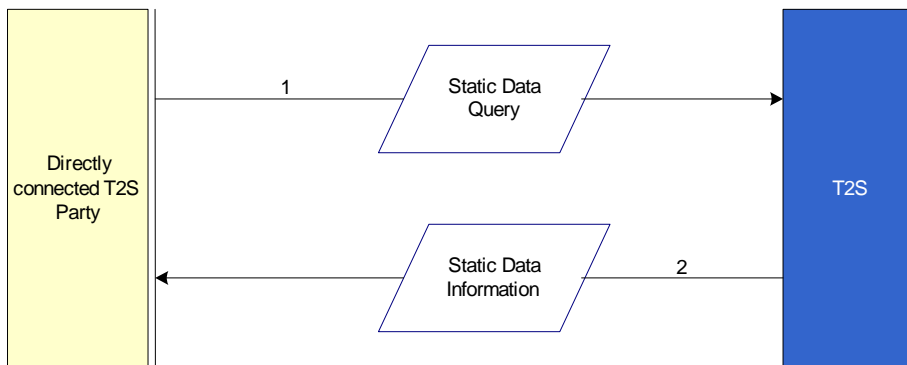 1
Static Data
Query
Directly
connected T2S
Party
T2S
Static Data
Information
2